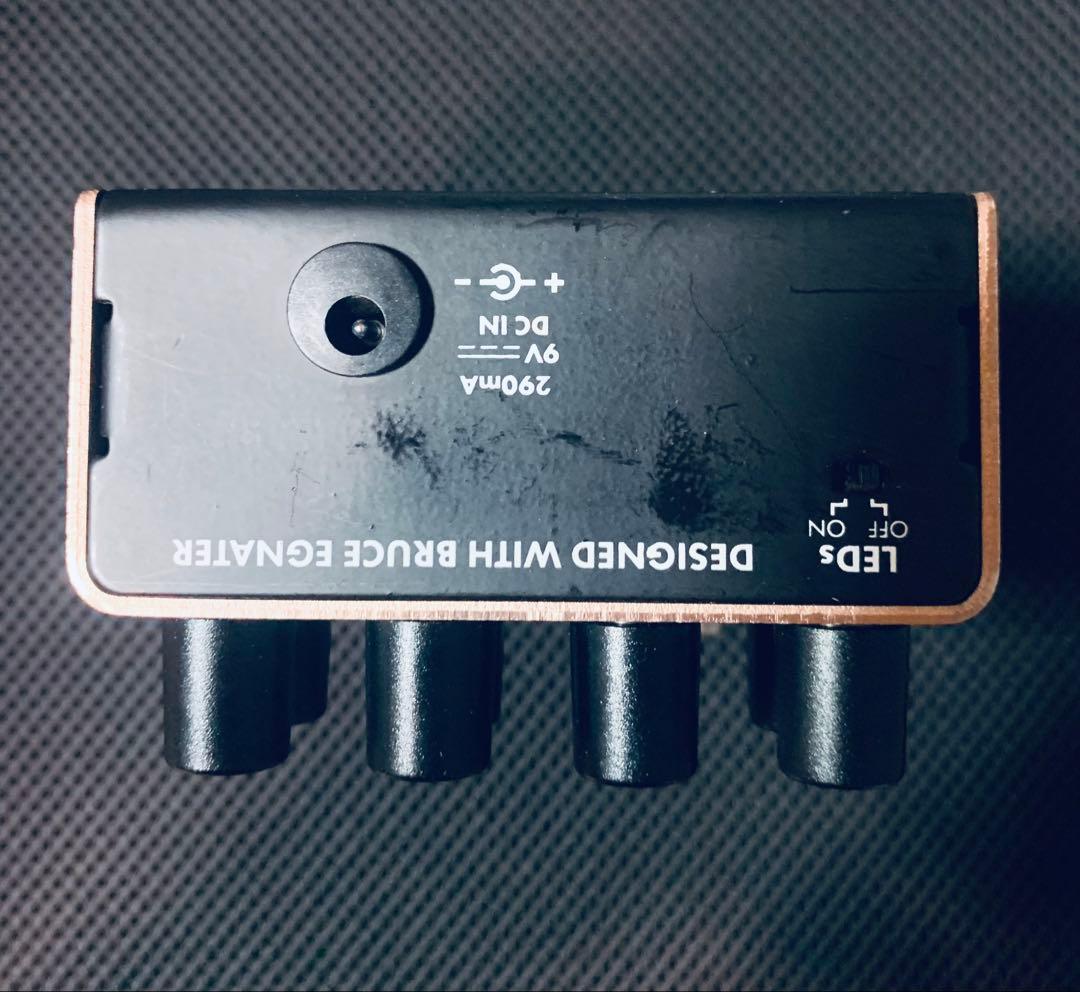 LEDs
OFF ON
DESIGNED WITH BRUCE EGNATER
290mA
9V
DC IN
+ -